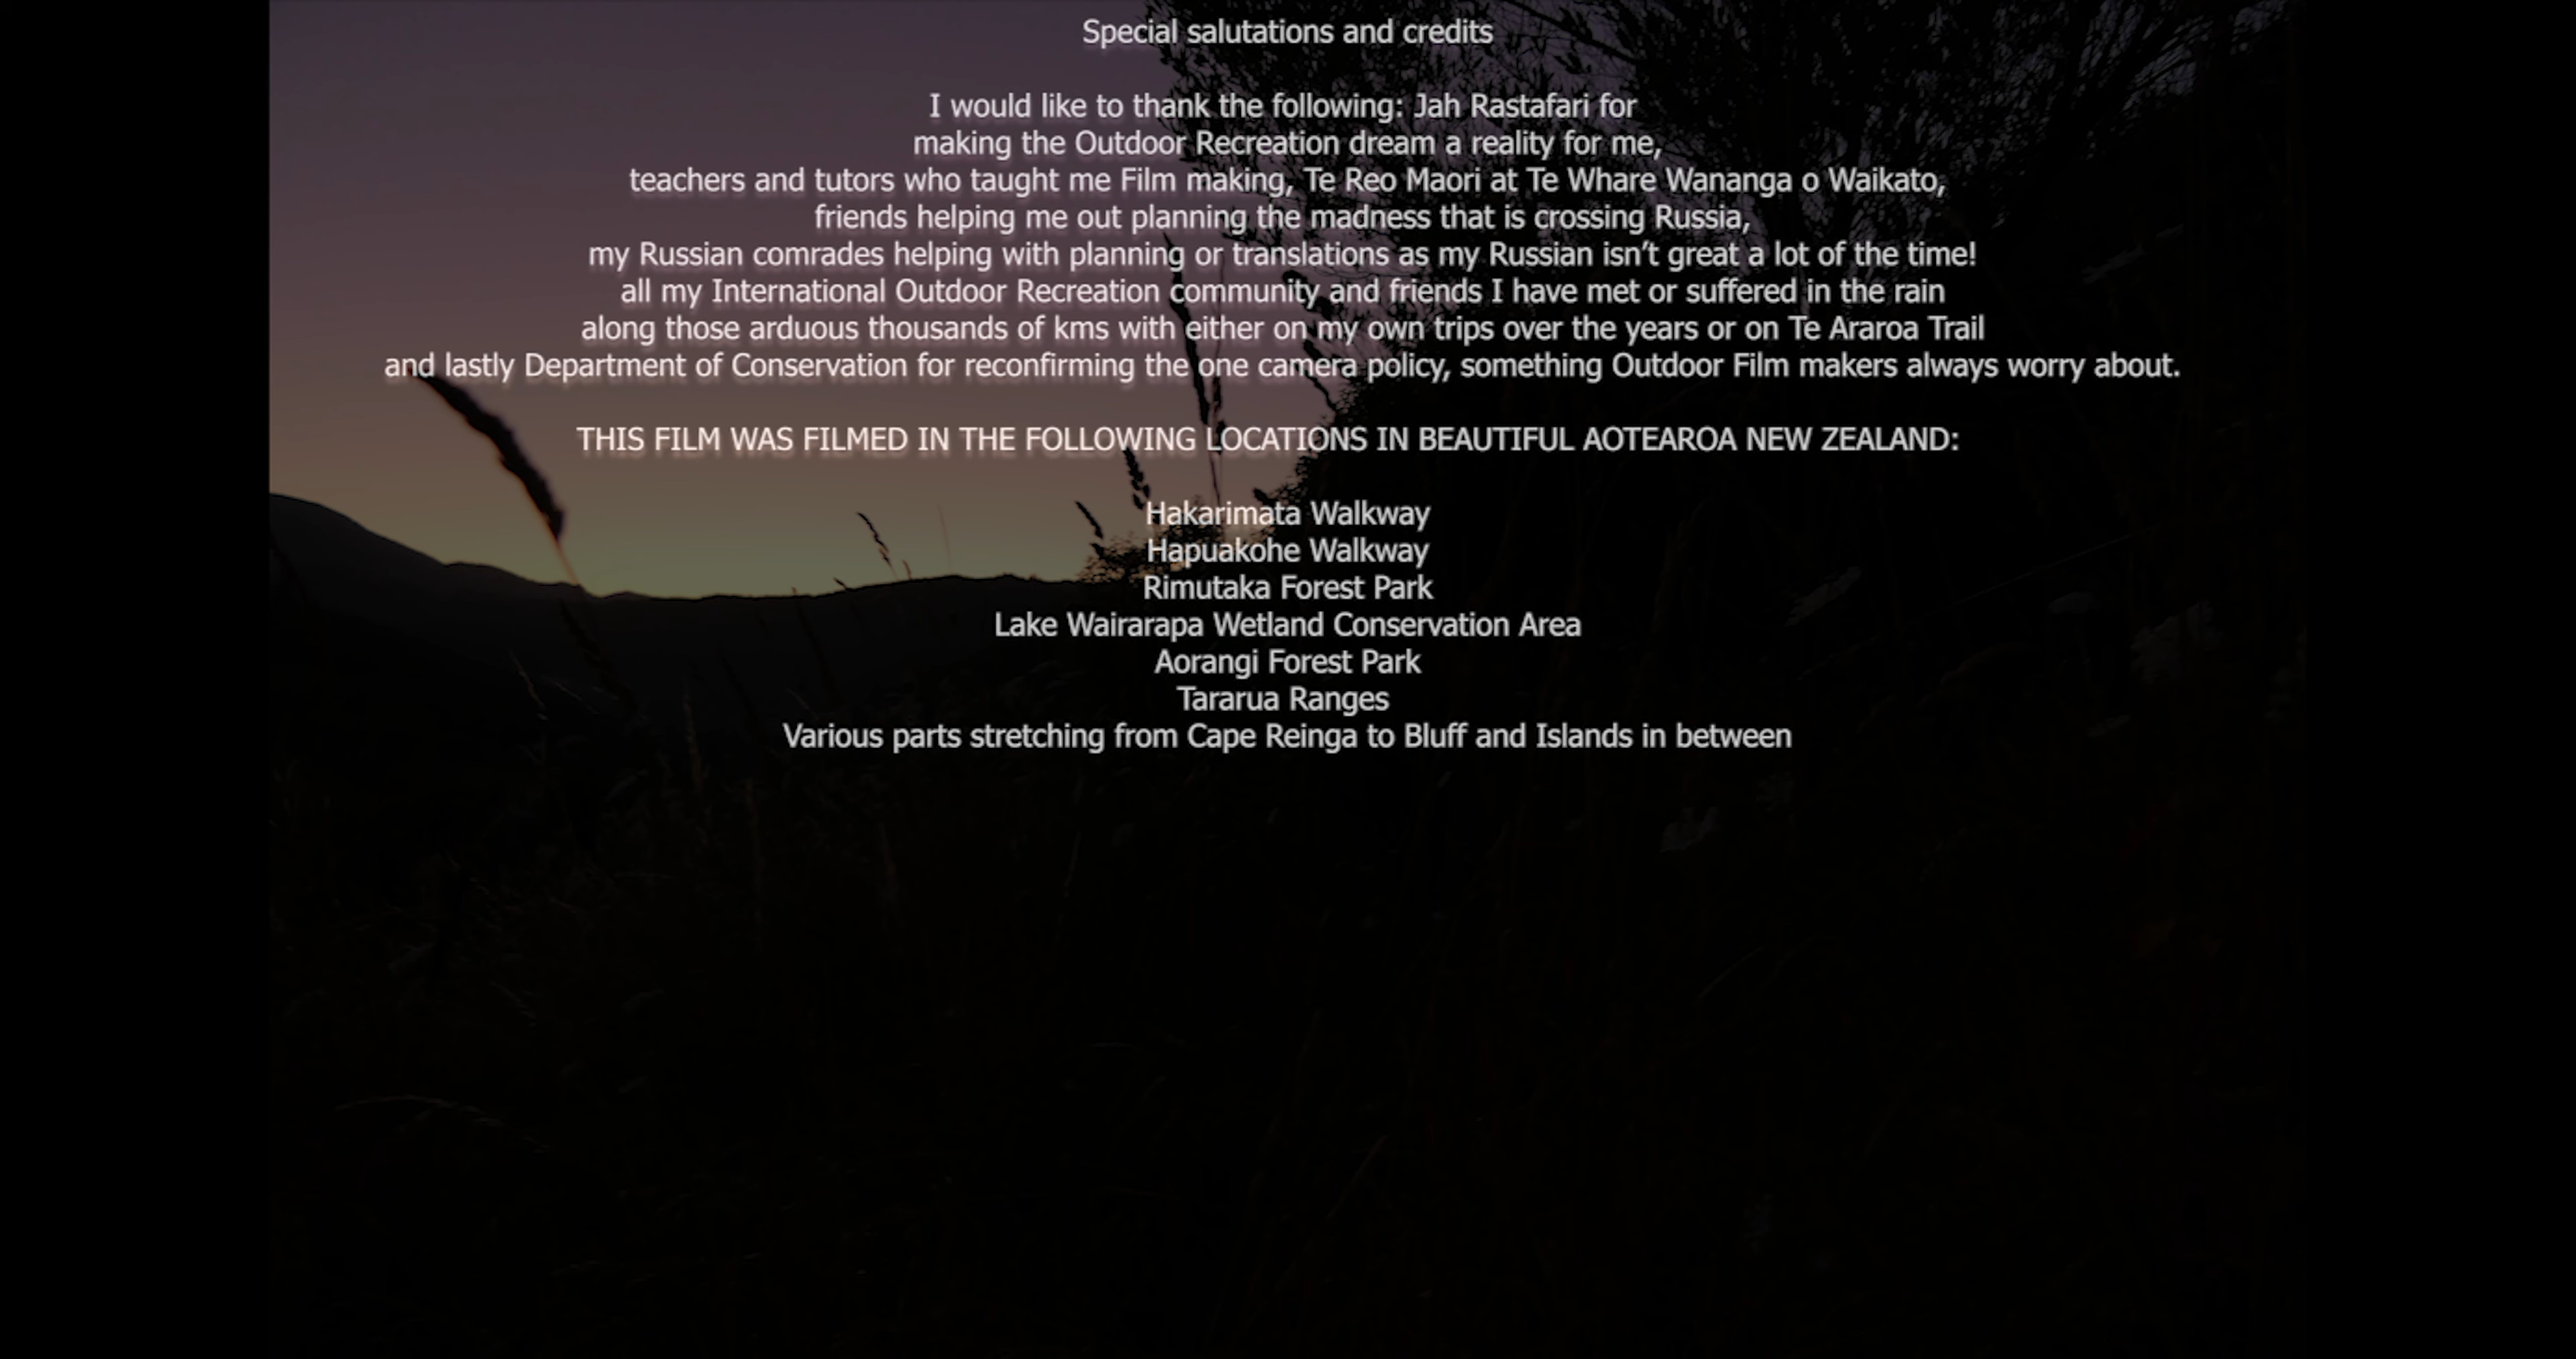 Special salutations and credits
I would like to thank the following: Jah Rastafari for
making the Outdoor Recreation dream a reality for me,
teachers and tutors who taught me Film making, Te Reo Maori at Te Whare Wananga o Waikato,
friends helping me out planning the madness that is crossing Russia,
my Russian comrades helping with planning or translations as my Russian isn’t great a lot of the time!
all my International Outdoor Recreation community and friends I have met or suffered in the rain
along those arduous thousands of kms with either on my own trips over the years or on Te Araroa Trail
and lastly Department of Conservation for reconfirming the one camera policy, something Outdoor Film makers always worry about.
THIS FILM WAS FILMED IN THE FOLLOWING LOCATIONS IN BEAUTIFUL AOTEAROA NEW ZEALAND:
Hakarimata Walkway
Hapuakohe Walkway
Rimutaka Forest Park
Lake Wairarapa Wetland Conservation Area
Aorangi Forest Park
Tararua Ranges
Various parts stretching from Cape Reinga to Bluff and Islands in between